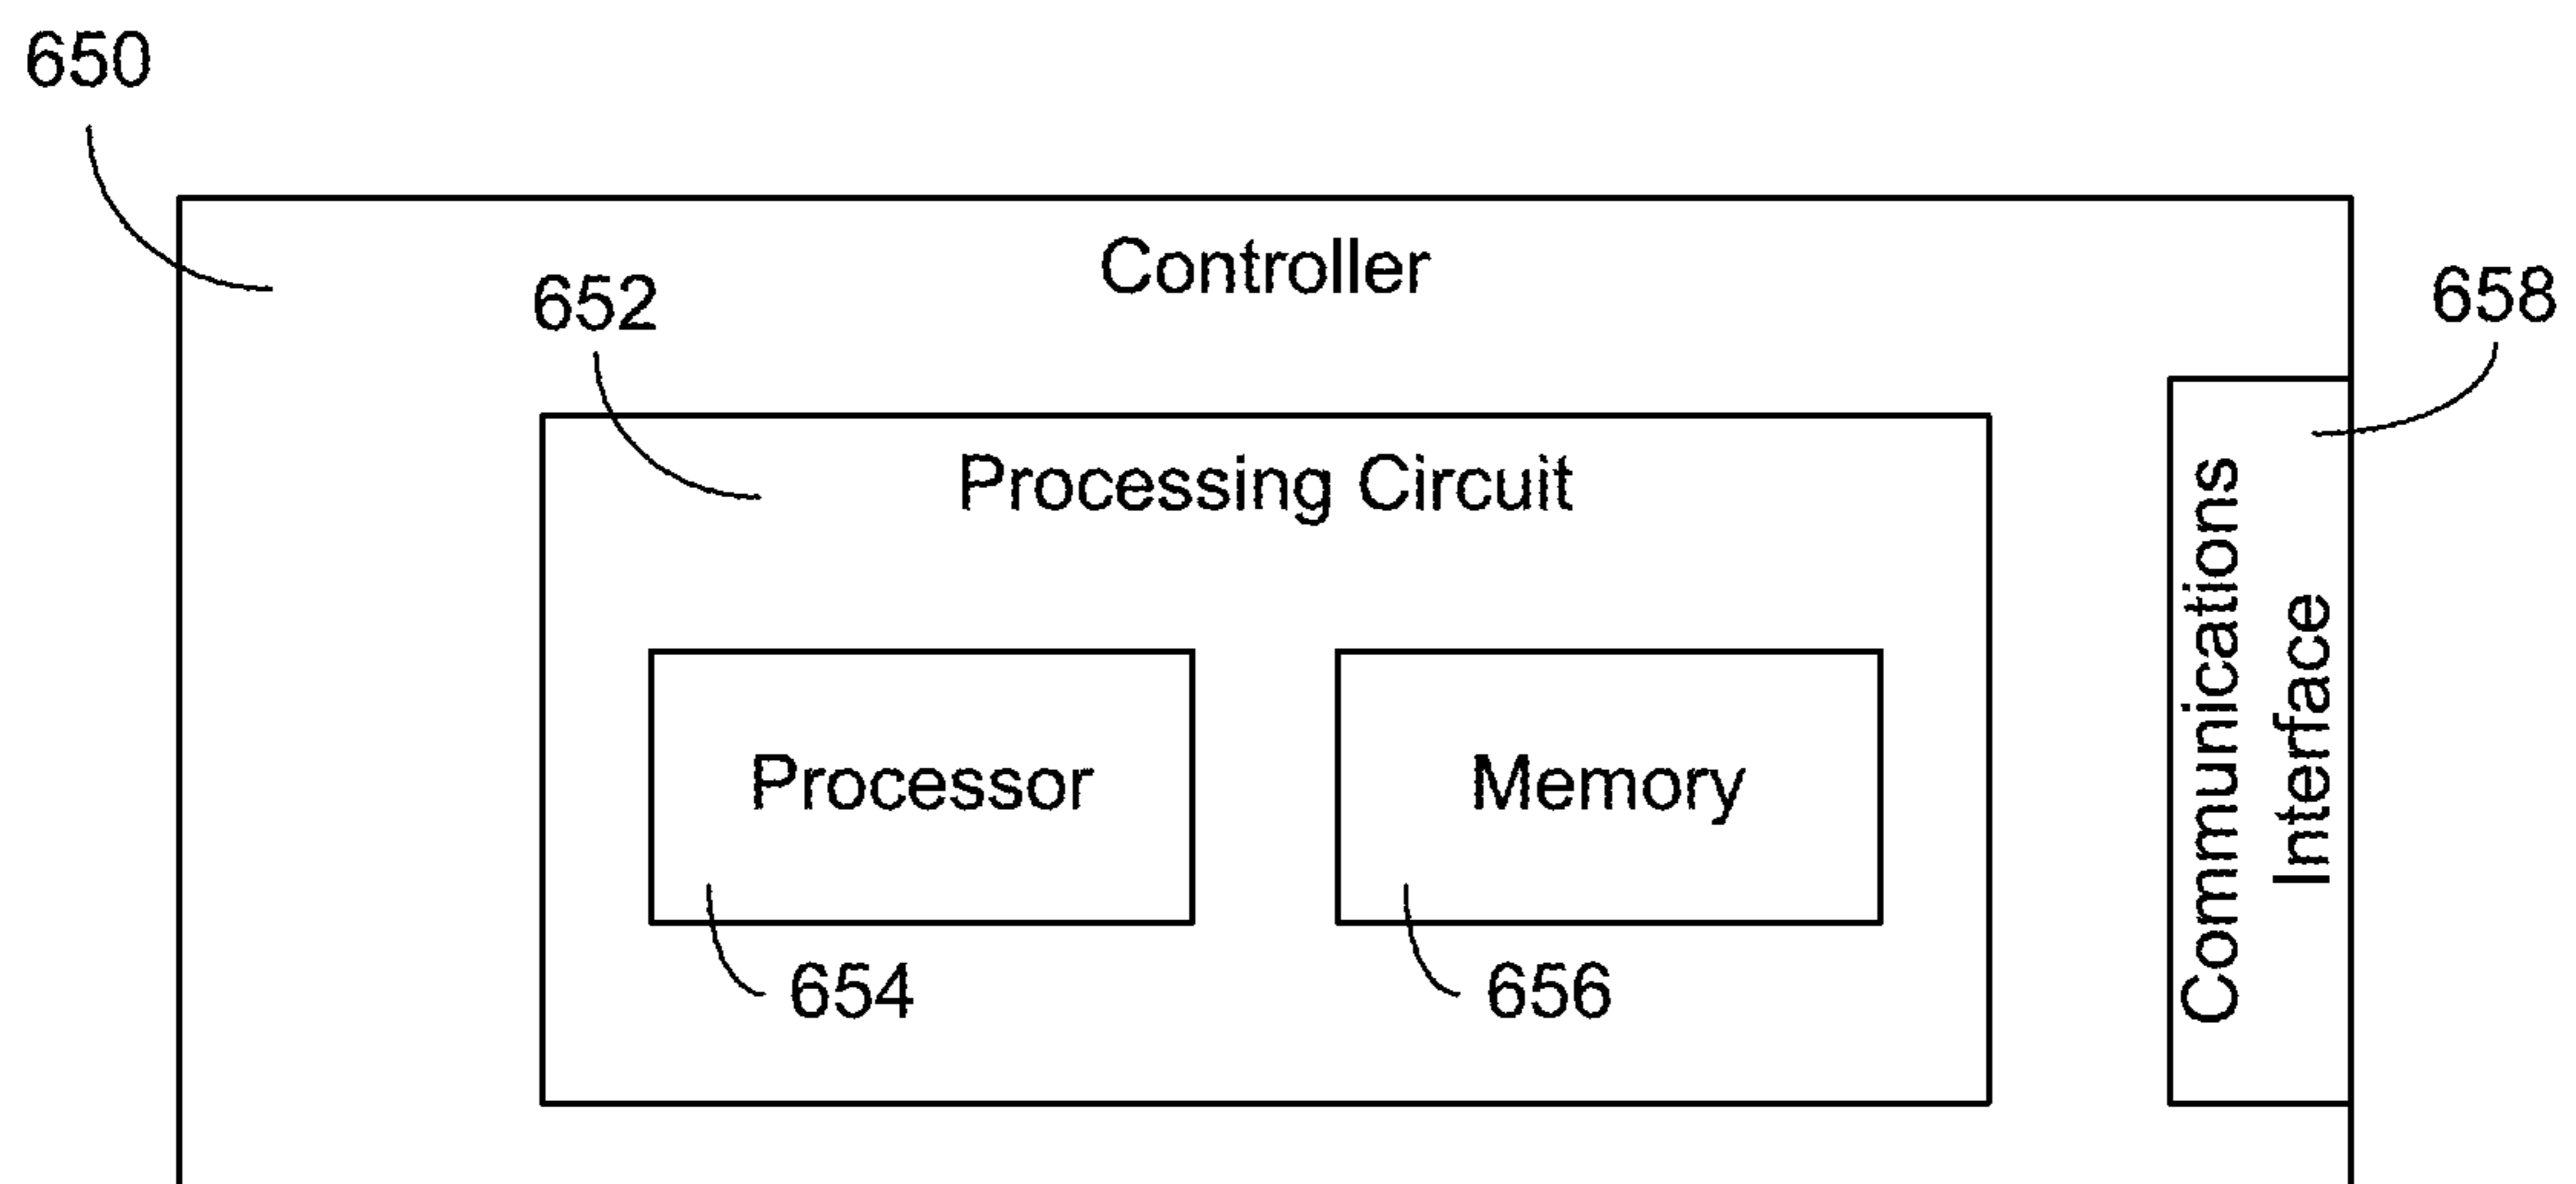 650
Controller
652
658
Processing Circuit
Communications
Interface
Processor
Memory
654
656